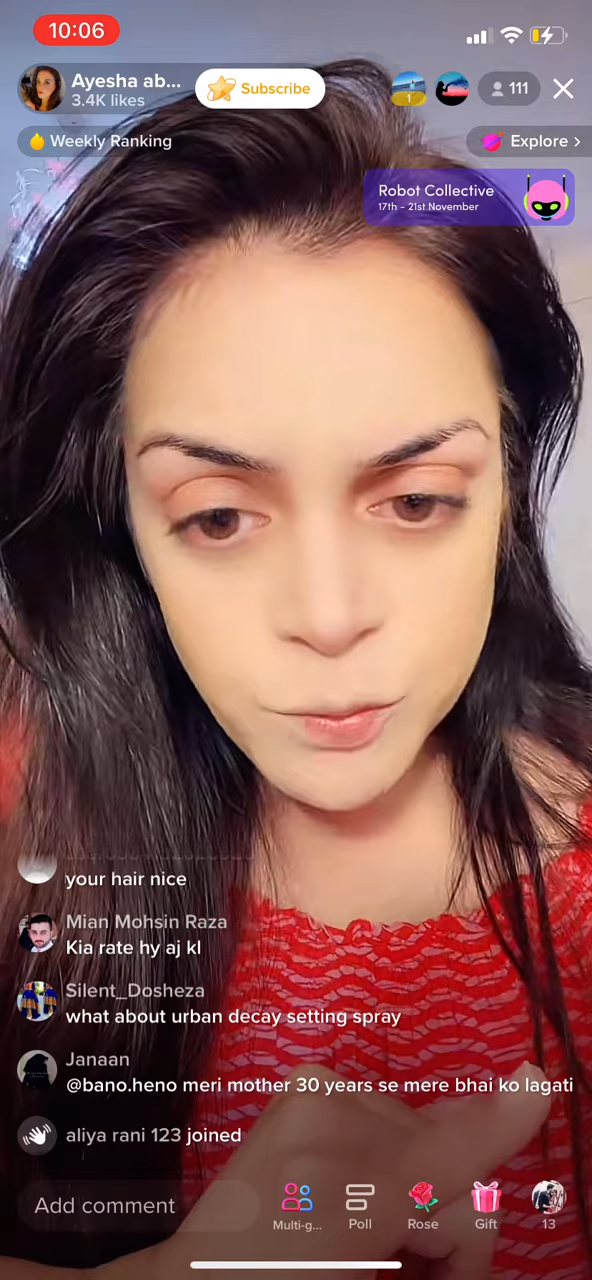 10:06
Ayesha ab...
3.4K likes
Subscribe
1
111
Weekly Ranking
Explore >
Robot Collective
17th - 21st November
your hair nice
Mian Mohsin Raza
Kia rate hy aj kl
Silent_Dosheza
what about urban decay setting spray
Janaan
@bano.heno meri mother 30 years se mere bhai ko lagati
aliya rani 123 joined
Add comment
Multi-g...
Poll
Rose
Gift
13